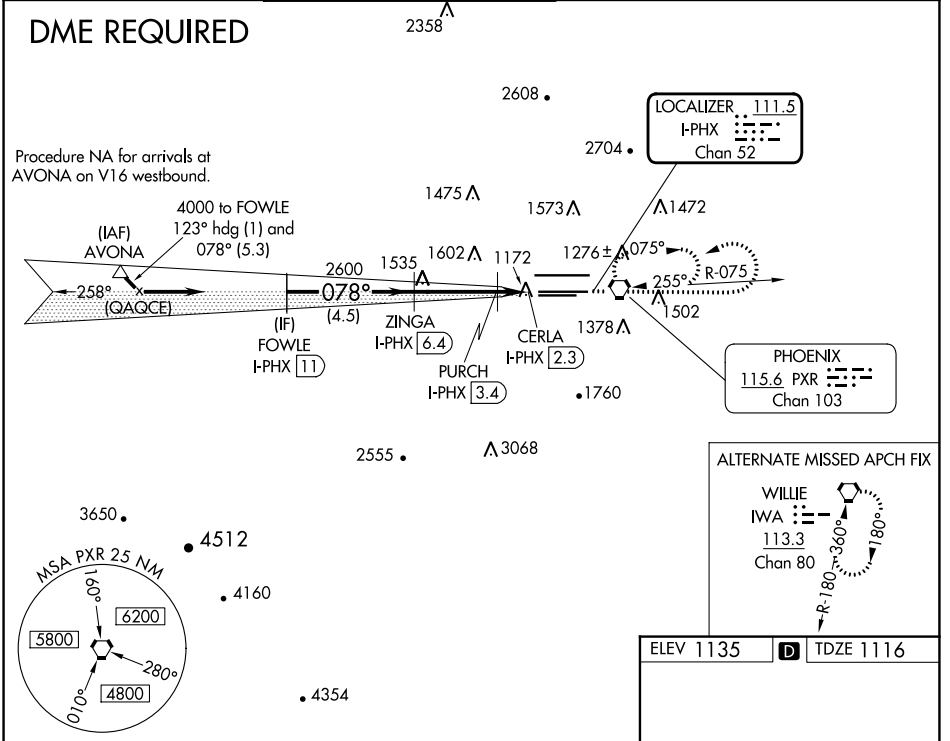 DME REQUIRED
2358
2608
LOCALIZER 111.5
I-PHX
Chan 52
2704
Procedure NA for arrivals at
AVONA on V16 westbound.
1475
1573
1472
4000 to FOWLE
123° hdg (1) and
078° (5.3)
(IAF)
AVONA
1602
1172
1276±
075°
1535
2600
258°
078°
255°
R-075
(QAQCE)
(4.5)
1502
(IF)
FOWLE
I-PHX 11
ZINGA
I-PHX 6.4
CERLA
I-PHX 2.3
1378
PURCH
I-PHX 3.4
PHOENIX
115.6 PXR
Chan 103
1760
2555
3068
ALTERNATE MISSED APCH FIX
WILLIE
IWA
113.3
Chan 80
360°
180°
R-180
3650
4512
MSA PXR 25 NM
160°
6200
5800
280°
4800
010°
4160
4354
ELEV 1135 D TDZE 1116